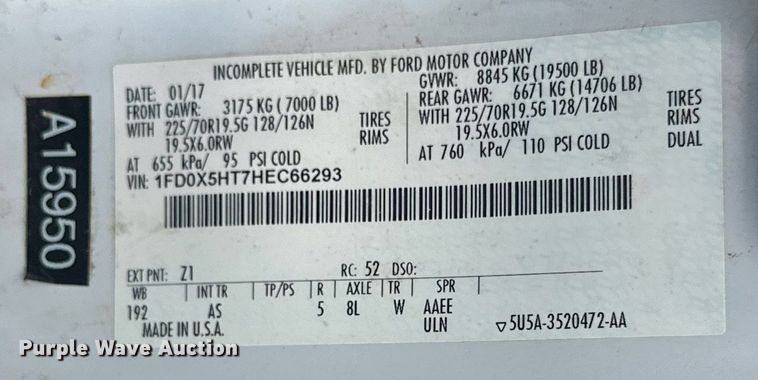 A15950
INCOMPLETE VEHICLE MFD. BY FORD MOTOR COMPANY
DATE: 01/17
FRONT GAWR: 3175 KG (7000 LB)
WITH 225/70R19.5G 128/126N TIRES
19.5X6.0RW RIMS
AT 655 kPa/ 95 PSI COLD
GVWR: 8845 KG (19500 LB)
REAR GAWR: 6671 KG (14706 LB)
WITH 225/70R19.5G 128/126N TIRES
19.5X6.0RW RIMS
AT 760 kPa/ 110 PSI COLD DUAL
VIN: 1FD0X5HT7HEC66293
EXT PNT: Z1 RC: 52 DSO:
WB INT TR TP/PS R AXLE TR SPR
192 AS 5 8L W AAEE
MADE IN U.S.A. ULN ▽5U5A-3520472-AA
Purple Wave Auction